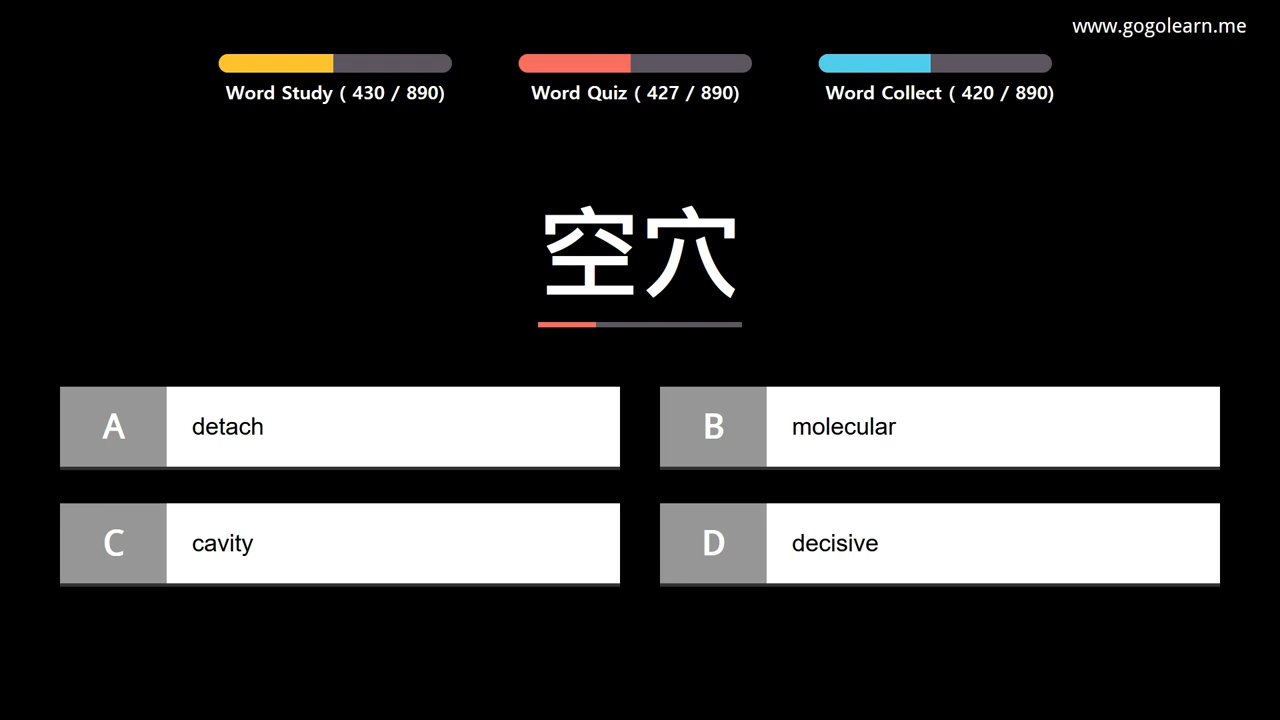 www.gogolearn.me
Word Study ( 430 / 890)
Word Quiz ( 427 / 890)
Word Collect ( 420 / 890)
空穴
A detach
B molecular
C cavity
D decisive